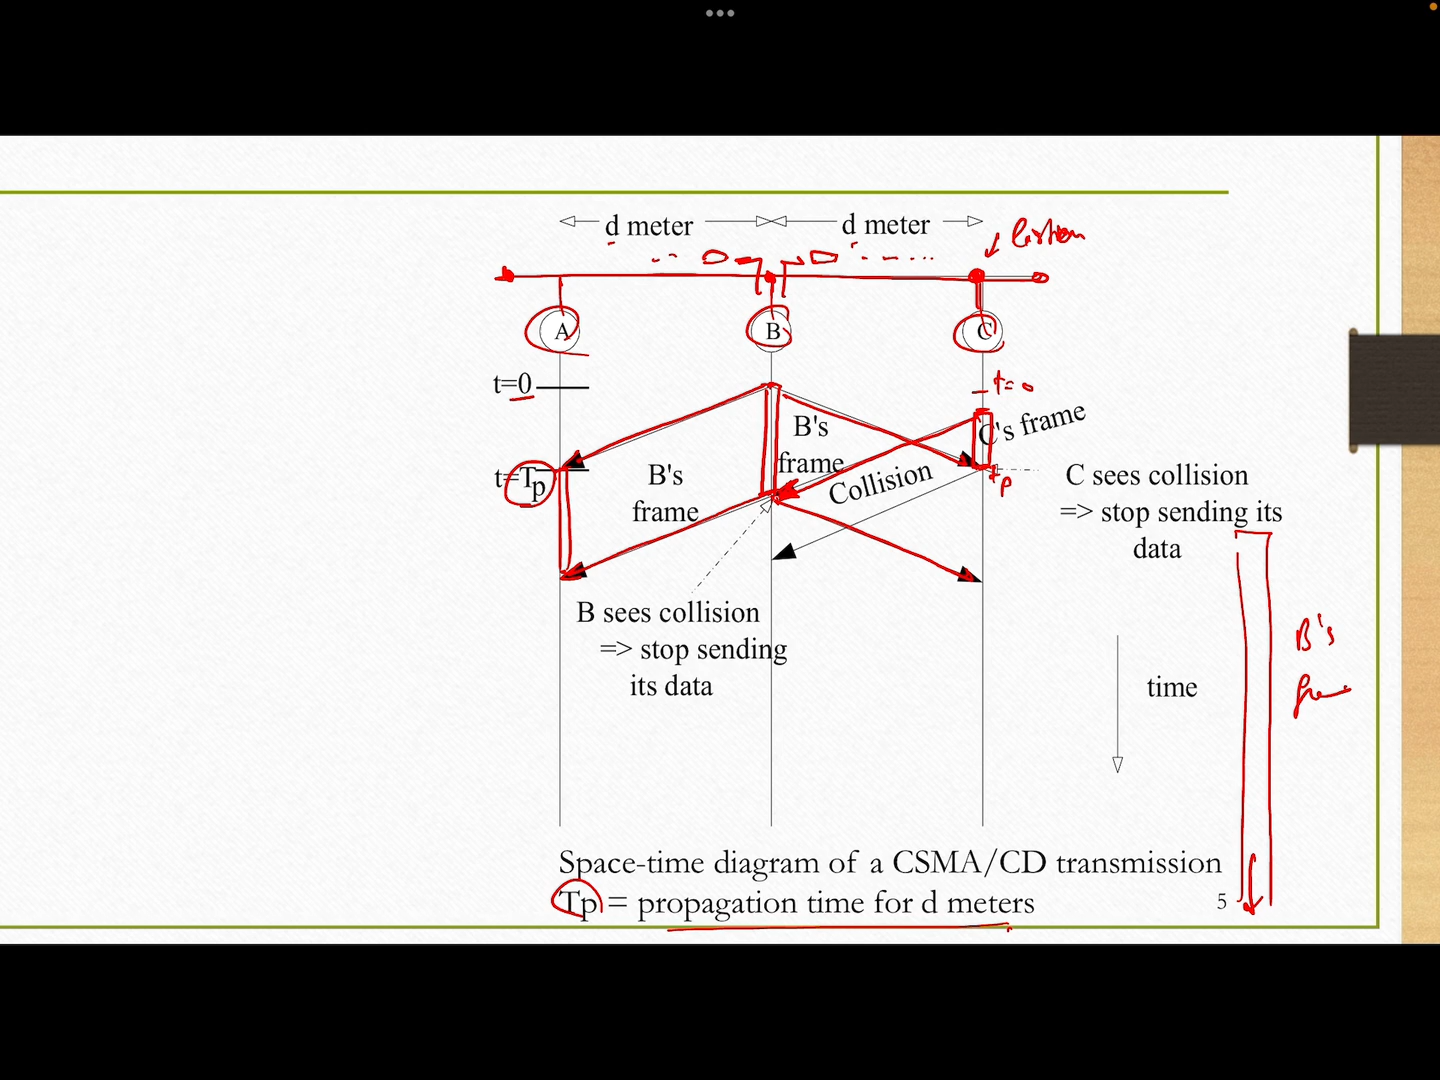 d meter
d meter
listen
A
B
C
t=0
t=0
B's
frame
C's frame
Collision
t=Tp
B's
frame
tp
C sees collision
=> stop sending its
data
B sees collision
=> stop sending
its data
B's
time
Space-time diagram of a CSMA/CD transmission
Tp = propagation time for d meters
5